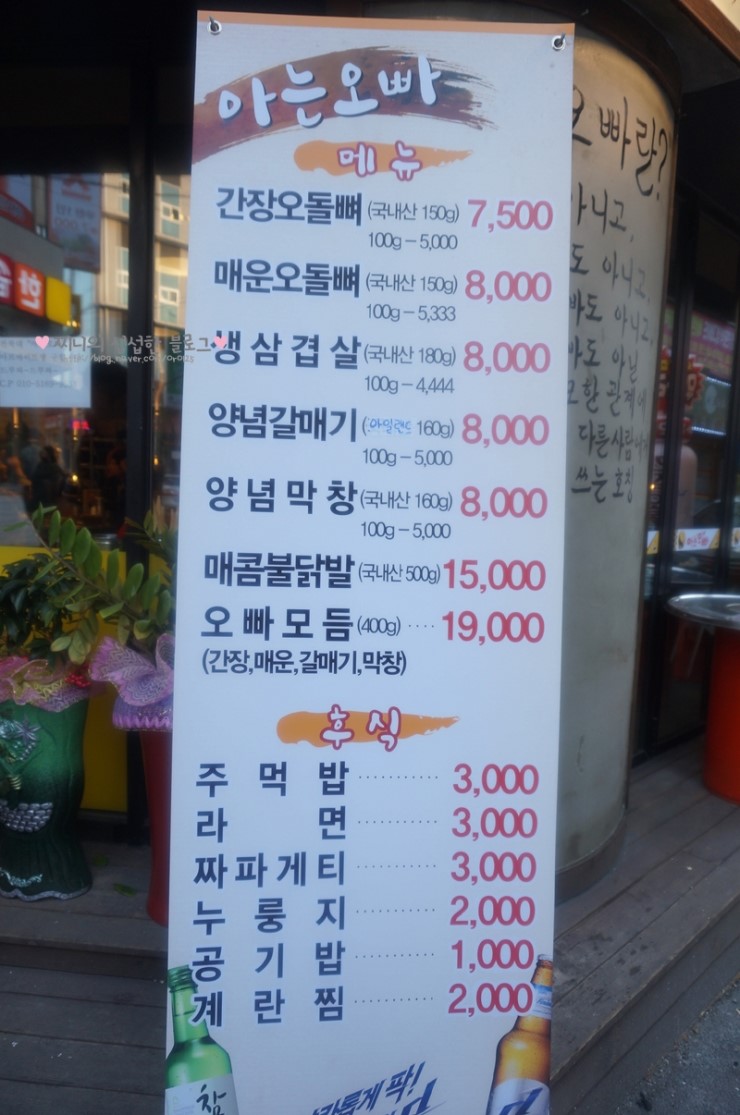 아는오빠
메뉴
간장오돌뼈 (국내산 150g) 7,500
100g – 5,000
매운오돌뼈 (국내산 150g) 8,000
100g – 5,333
생삼겹살 (국내산 180g) 8,000
100g – 4,444
양념갈매기 (아일랜드 160g) 8,000
100g – 5,000
양념막창 (국내산 160g) 8,000
100g – 5,000
매콤불닭발 (국내산 500g) 15,000
오빠모듬 (400g) ···· 19,000
(간장,매운,갈매기,막창)
후식
주먹밥 ··········· 3,000
라면 ··········· 3,000
짜파게티 ··········· 3,000
누룽지 ··········· 2,000
공기밥 ··········· 1,000
계란찜 ··········· 2,000
참
팍!
오빠란?
아니고,
도 아니고,
빠도 아니고,
빠도 아닌
관계에
다른사람
쓰는 호칭
블로그